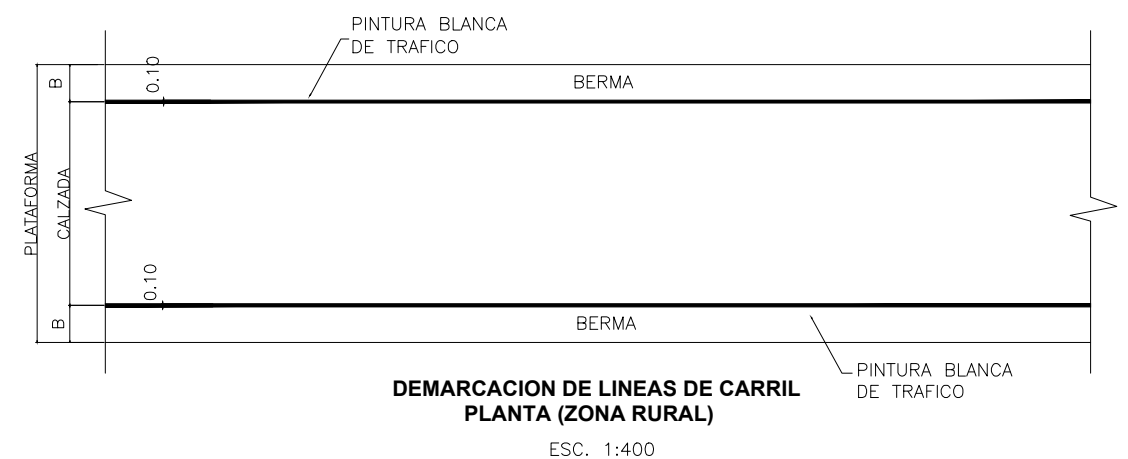 PINTURA BLANCA
DE TRAFICO
B
0.10
BERMA
PLATAFORMA
CALZADA
0.10
B
BERMA
PINTURA BLANCA
DE TRAFICO
DEMARCACION DE LINEAS DE CARRIL
PLANTA (ZONA RURAL)
ESC. 1:400